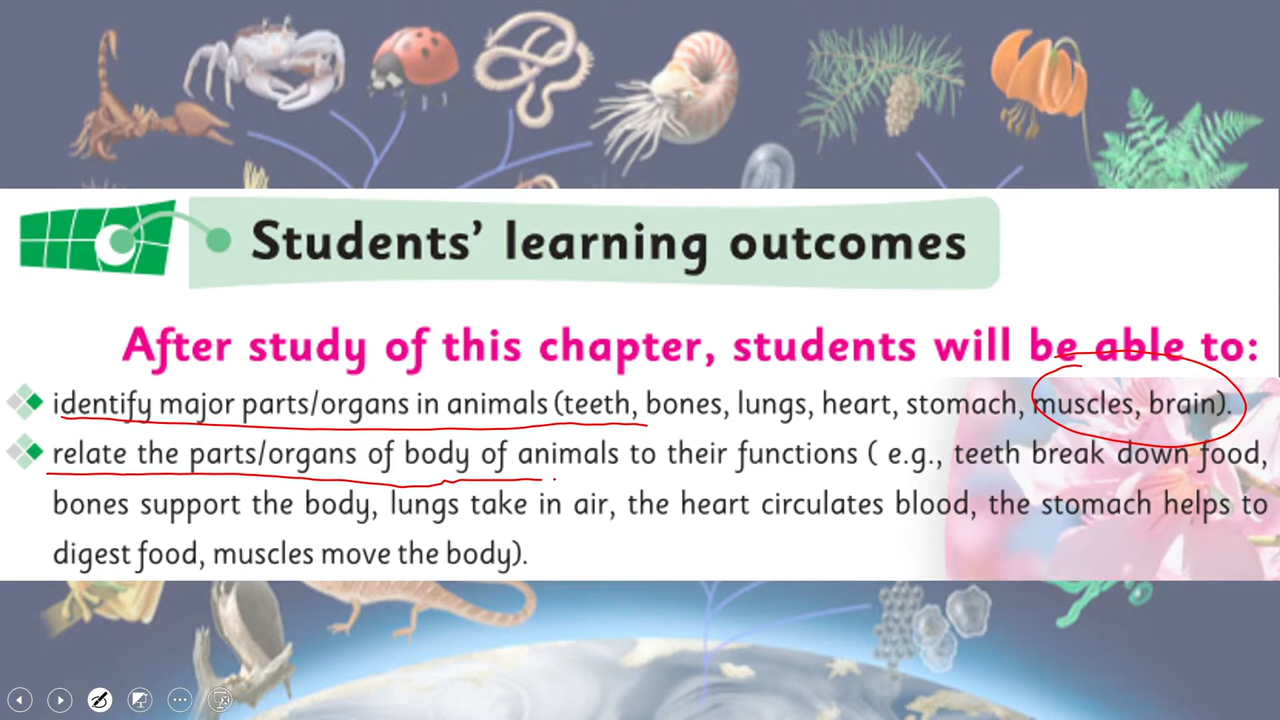 Students' learning outcomes
After study of this chapter, students will be able to:
identify major parts/organs in animals (teeth, bones, lungs, heart, stomach, muscles, brain).
relate the parts/organs of body of animals to their functions ( e.g., teeth break down food,
bones support the body, lungs take in air, the heart circulates blood, the stomach helps to
digest food, muscles move the body).